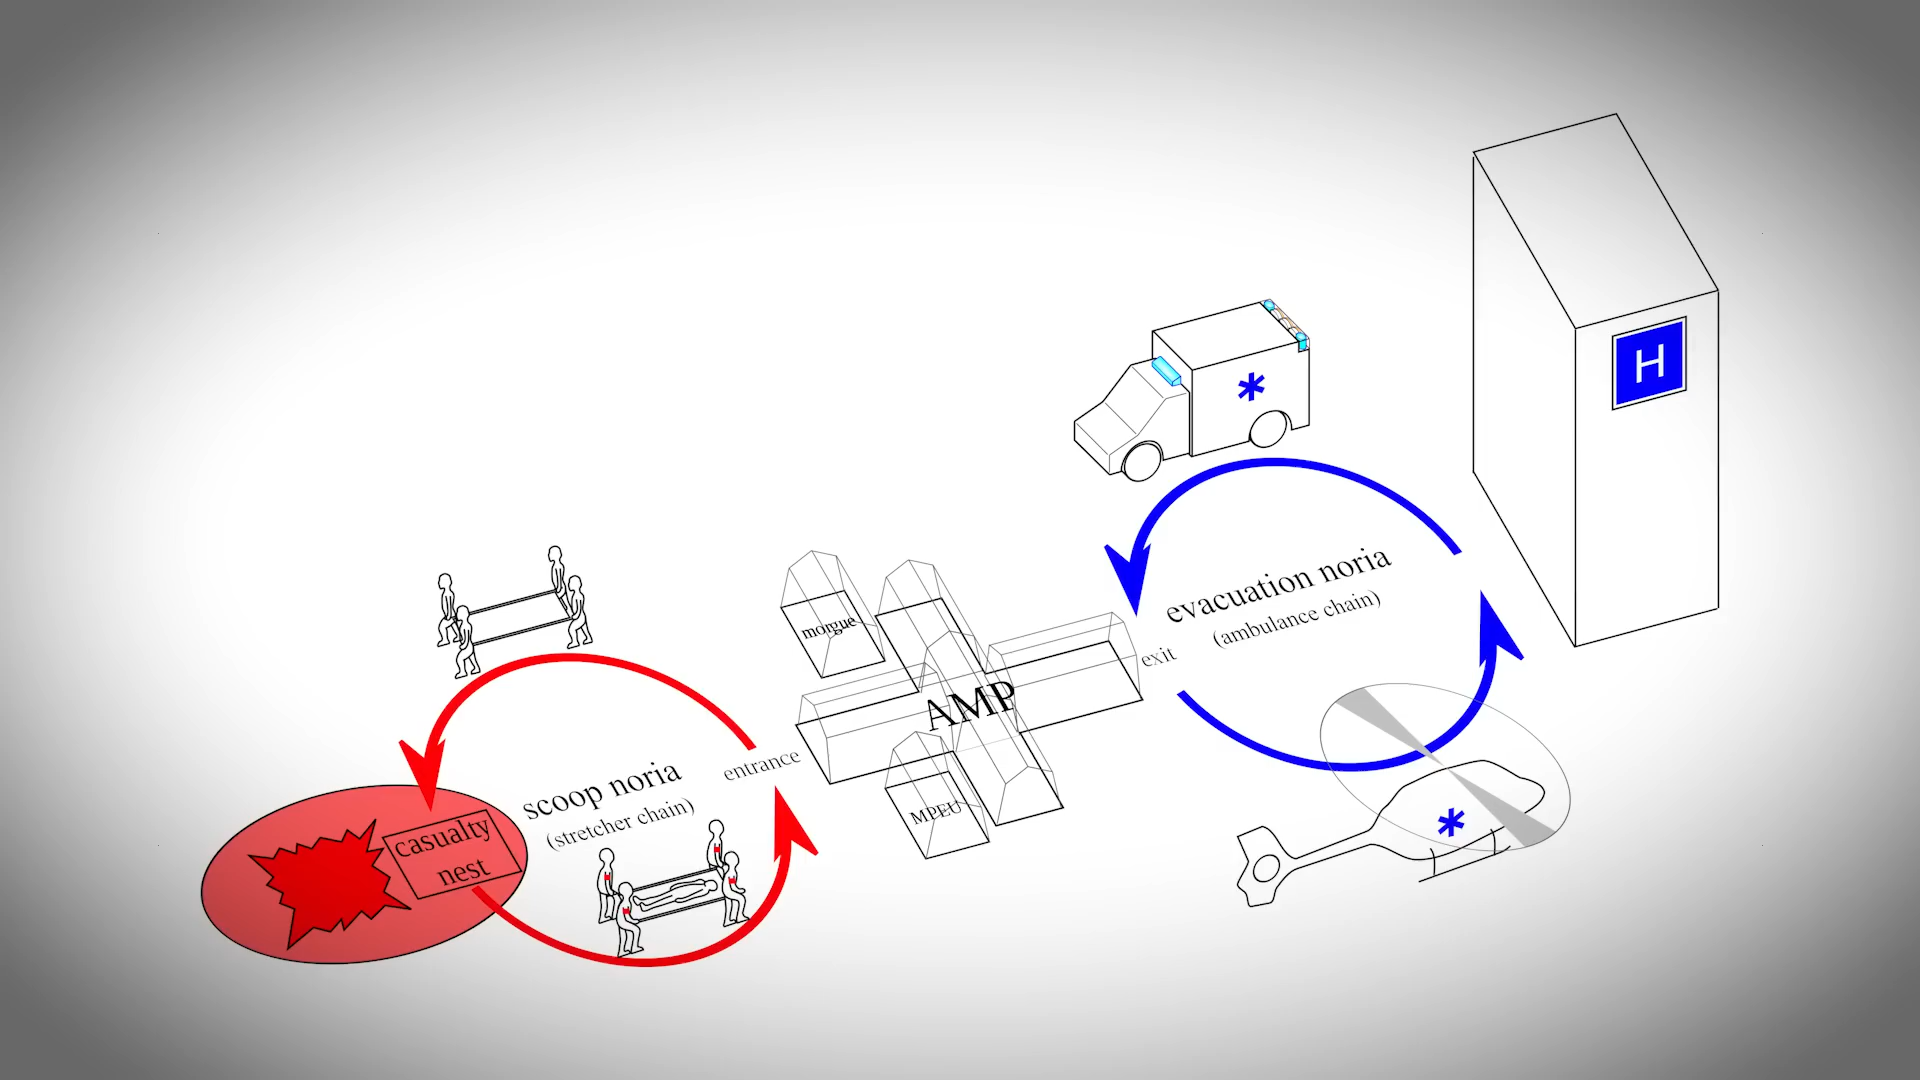 H
evacuation noria
(ambulance chain)
exit
morgue
AMP
entrance
MPEU
scoop noria
(stretcher chain)
casualty
nest